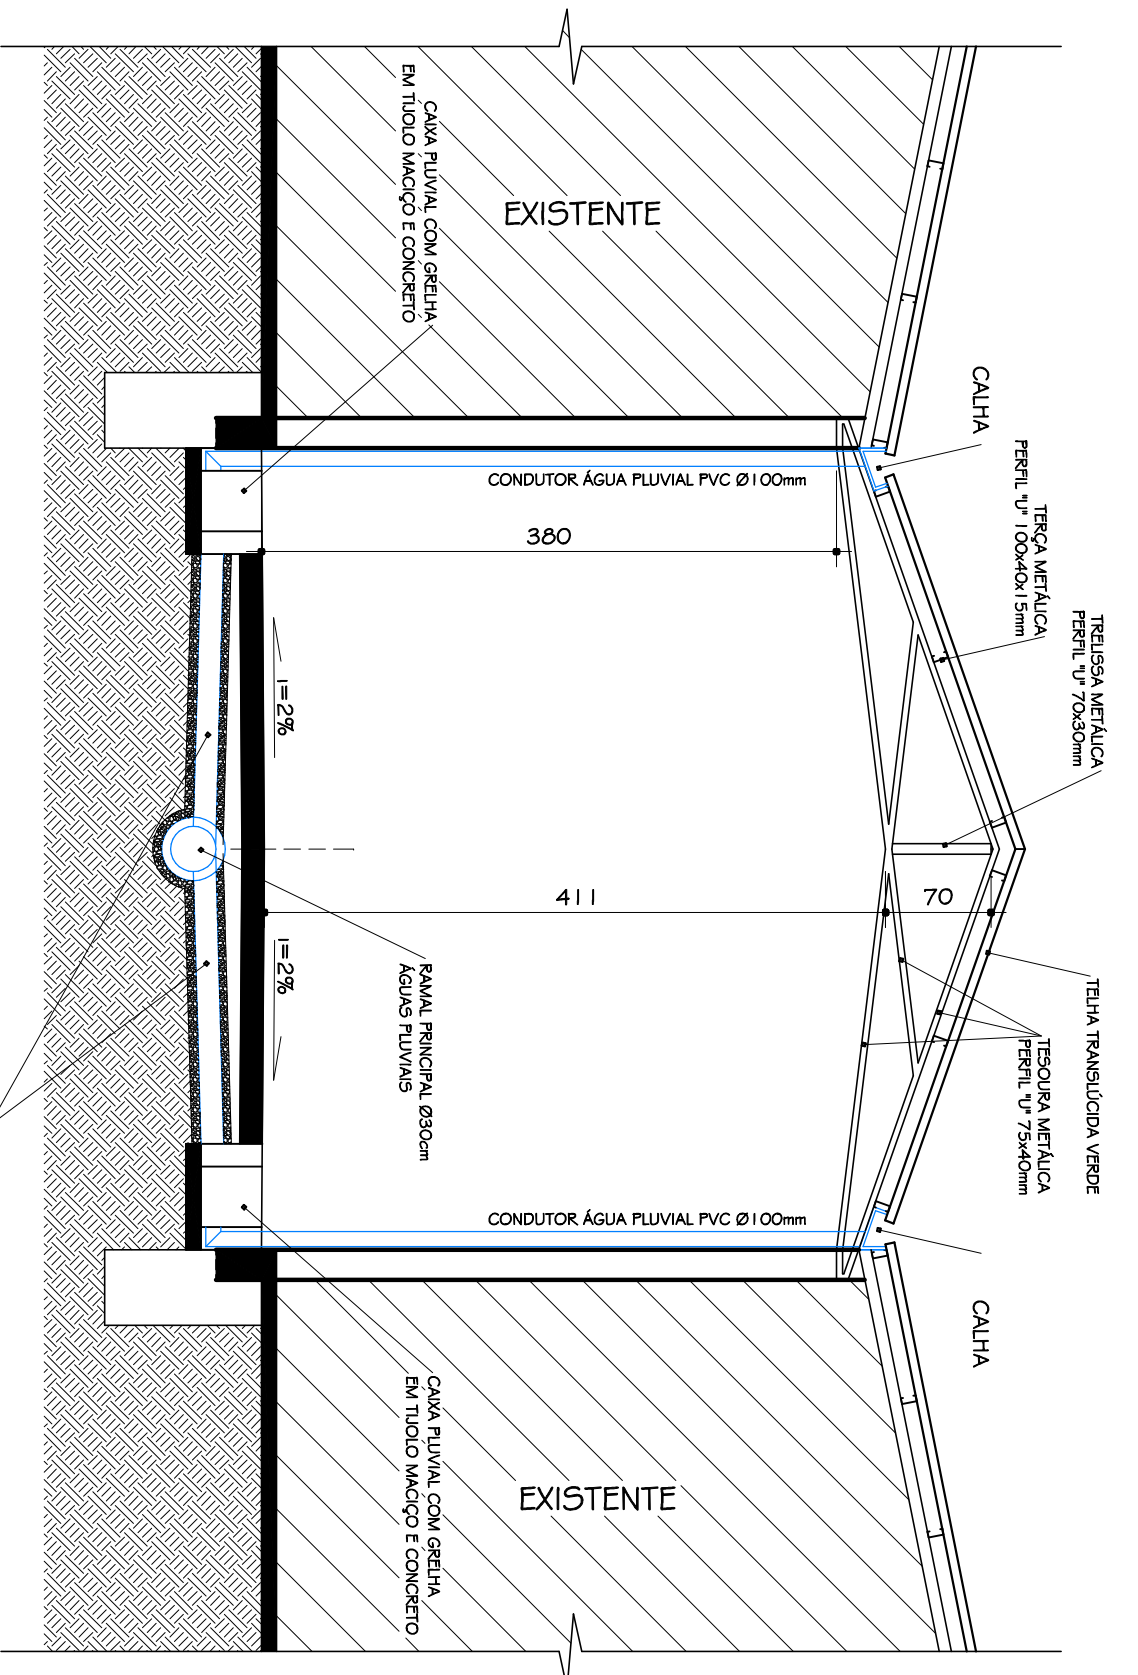 CALHA
TERÇA METÁLICA
PERFIL "U" 100x40x15mm
TRELISSA METÁLICA
PERFIL "U" 70x30mm
TELHA TRANSLÚCIDA VERDE
TESOURA METÁLICA
PERFIL "U" 75x40mm
CALHA
EXISTENTE
CAIXA PLUVIAL COM GRELHA
EM TIJOLO MACIÇO E CONCRETO
CONDUTOR ÁGUA PLUVIAL PVC Ø100mm
380
411
70
i=2%
i=2%
RAMAL PRINCIPAL Ø30cm
ÁGUAS PLUVIAIS
CONDUTOR ÁGUA PLUVIAL PVC Ø100mm
CAIXA PLUVIAL COM GRELHA
EM TIJOLO MACIÇO E CONCRETO
EXISTENTE